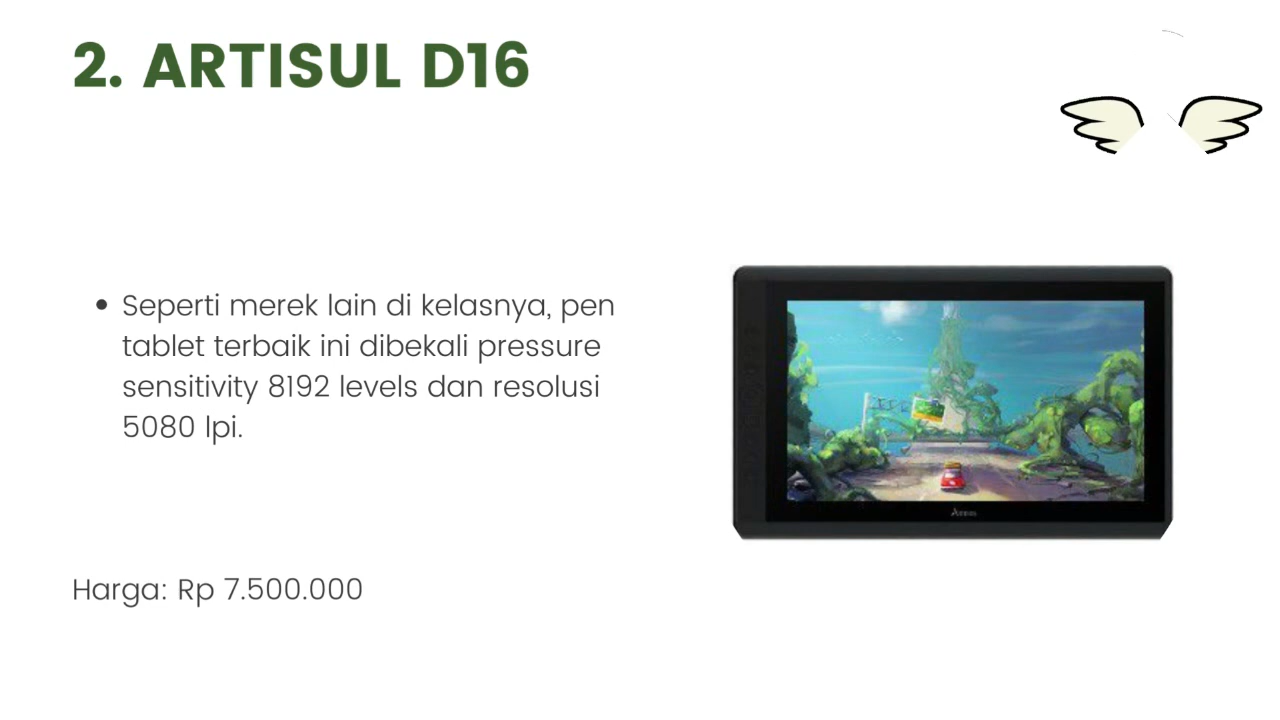 2. ARTISUL D16
• Seperti merek lain di kelasnya, pen
tablet terbaik ini dibekali pressure
sensitivity 8192 levels dan resolusi
5080 lpi.
Harga: Rp 7.500.000